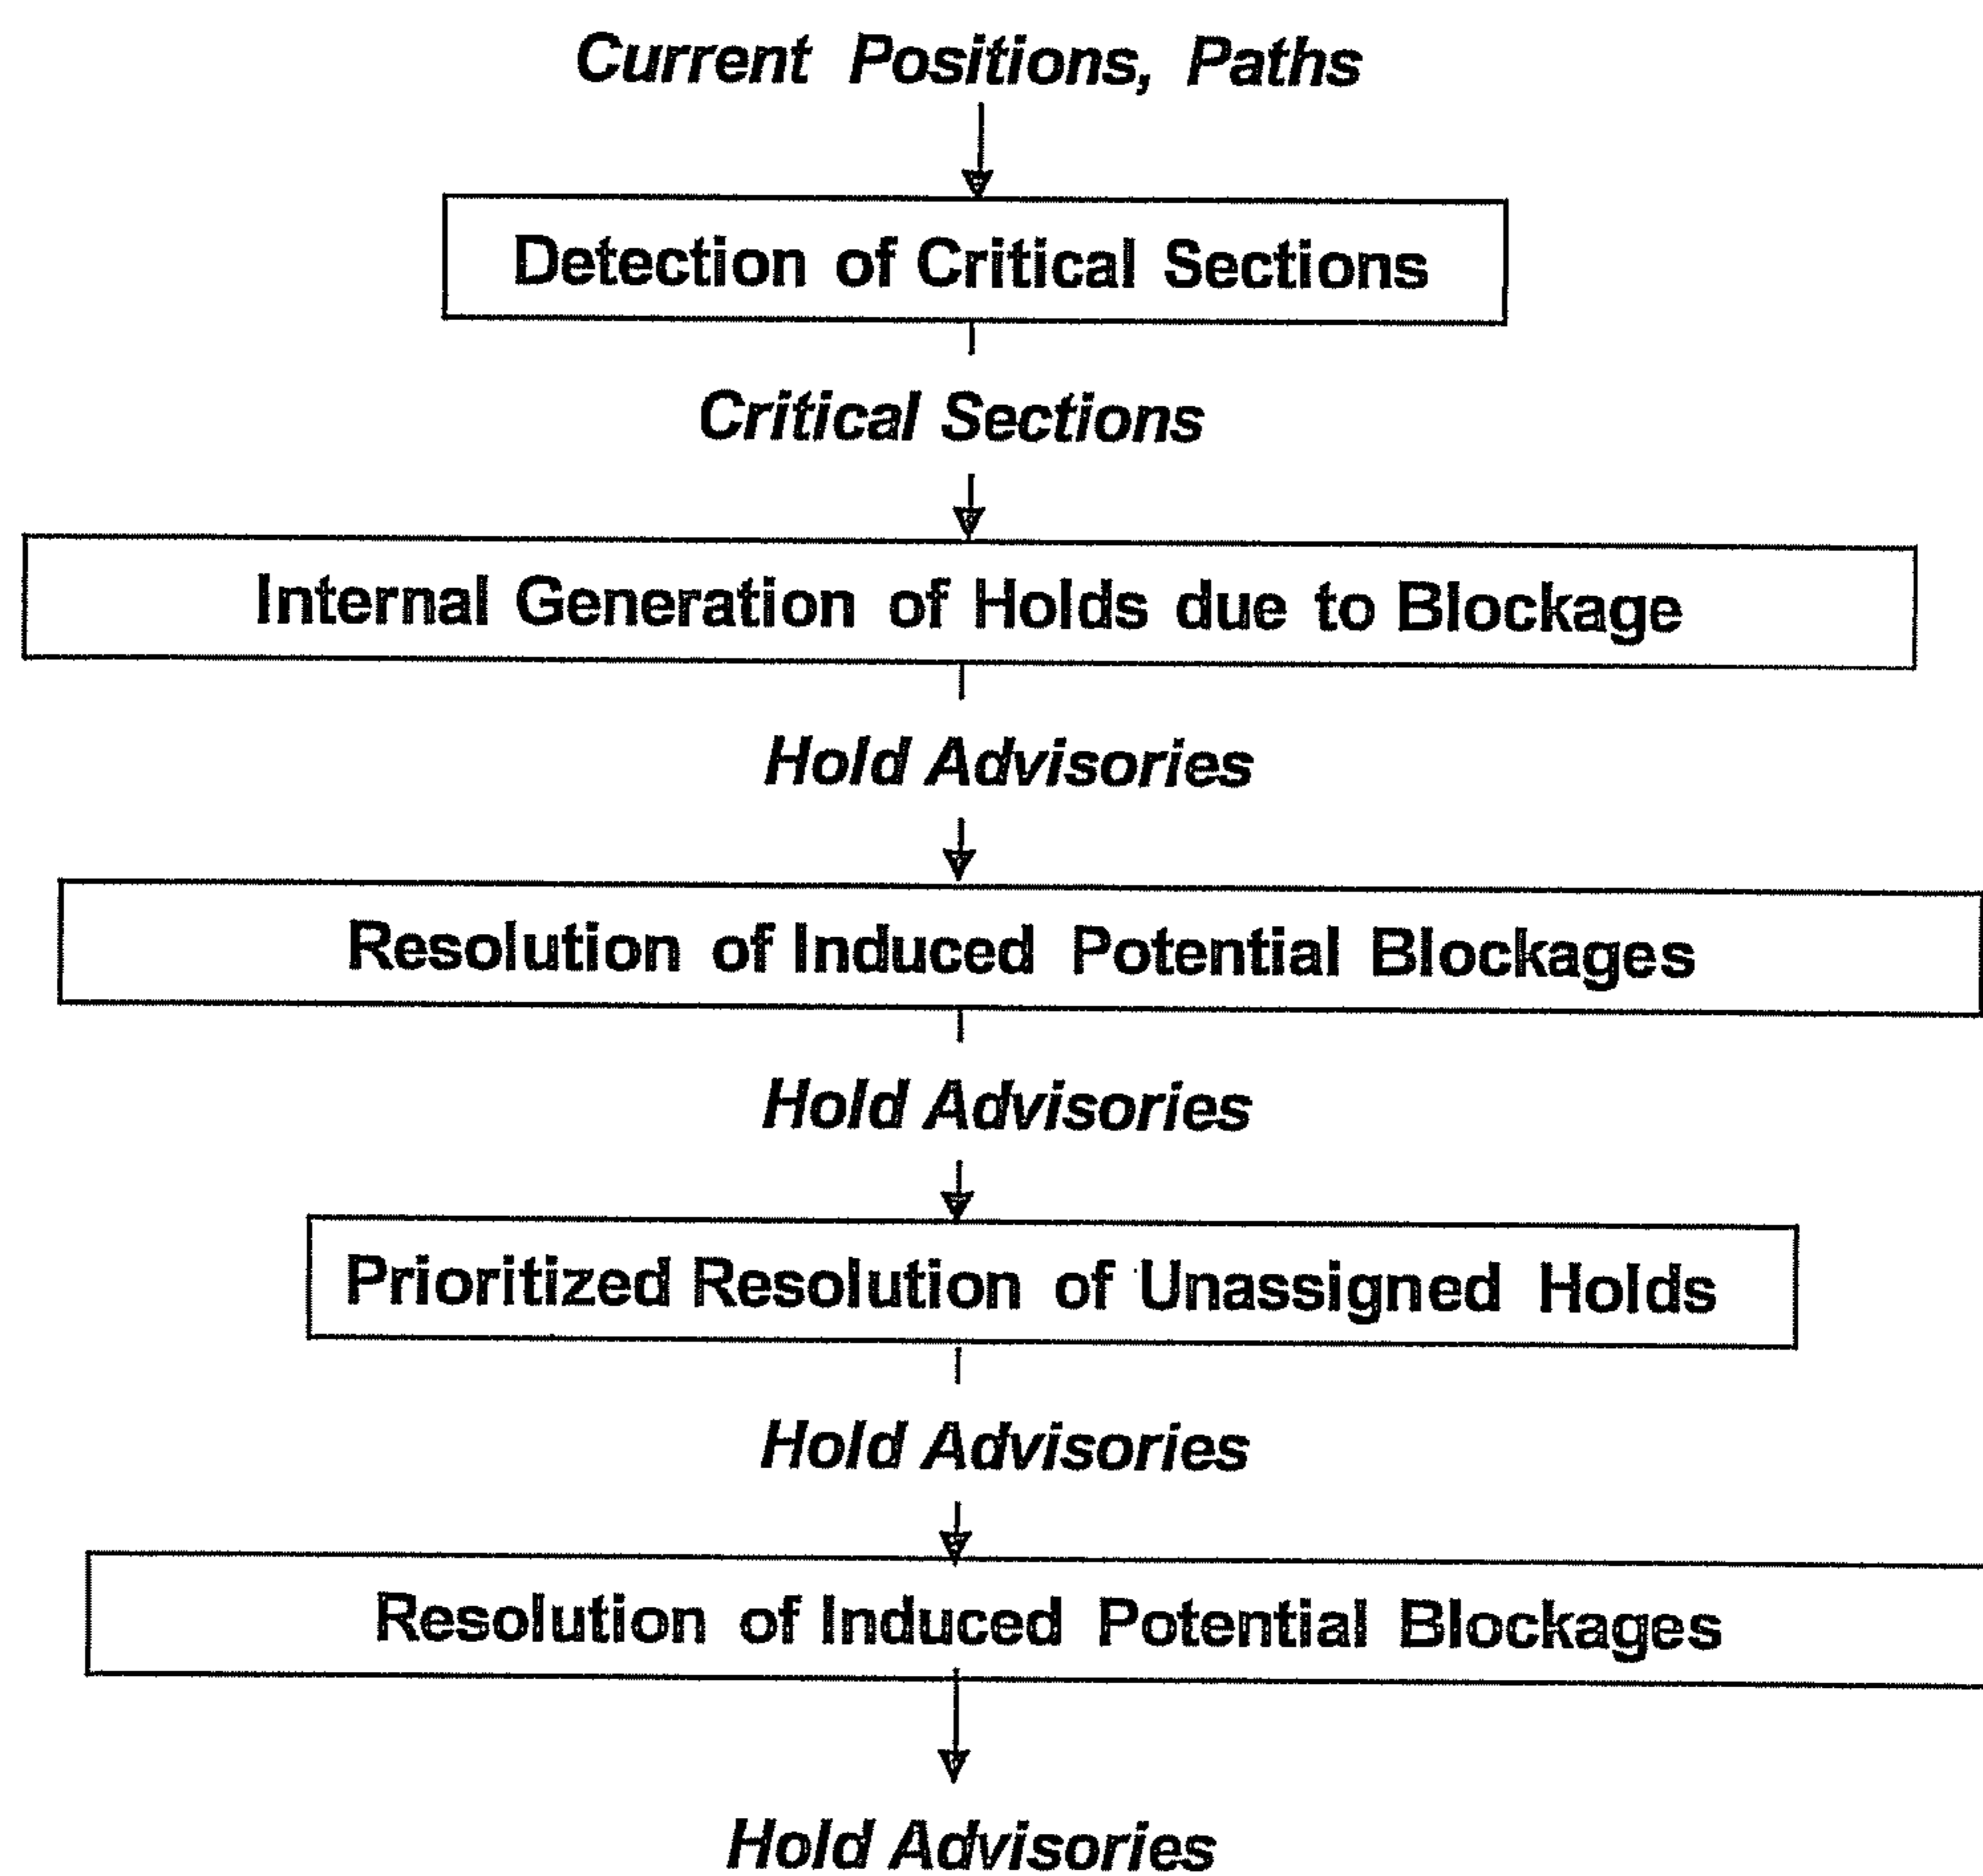 Current Positions, Paths
Detection of Critical Sections
Critical Sections
Internal Generation of Holds due to Blockage
Hold Advisories
Resolution of Induced Potential Blockages
Hold Advisories
Prioritized Resolution of Unassigned Holds
Hold Advisories
Resolution of Induced Potential Blockages
Hold Advisories